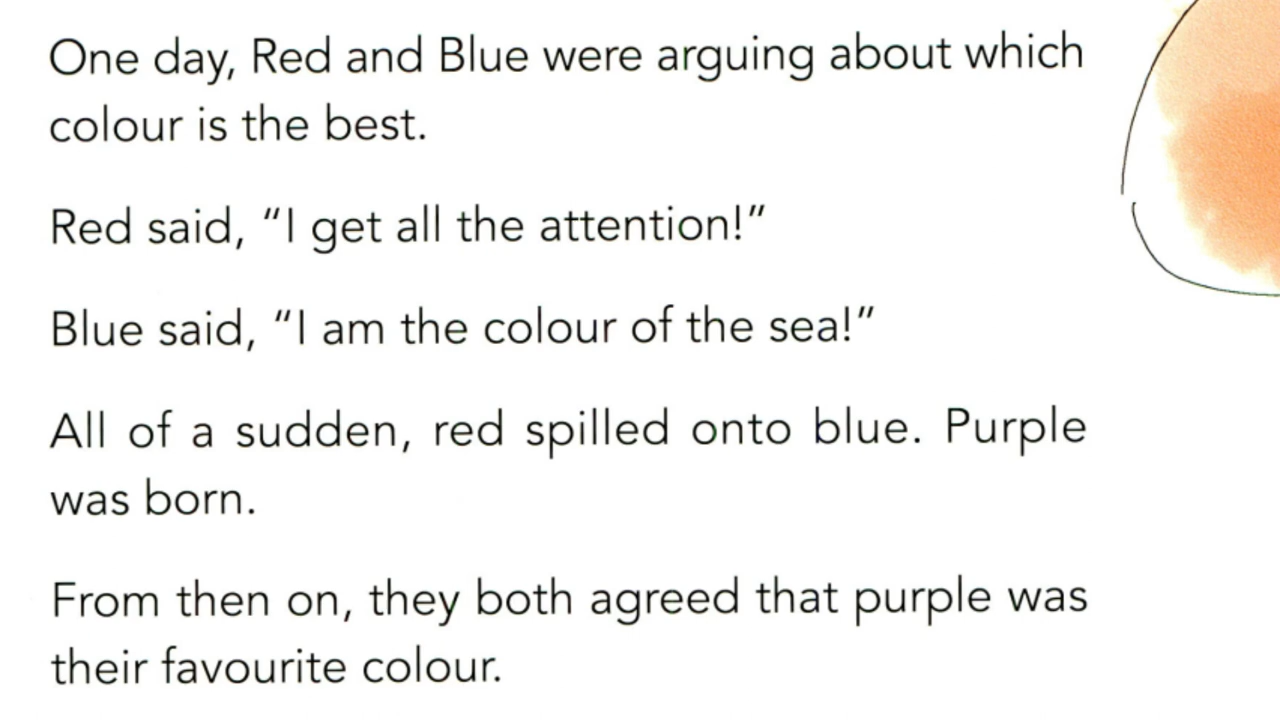 One day, Red and Blue were arguing about which
colour is the best.
Red said, “I get all the attention!”
Blue said, “I am the colour of the sea!”
All of a sudden, red spilled onto blue. Purple
was born.
From then on, they both agreed that purple was
their favourite colour.